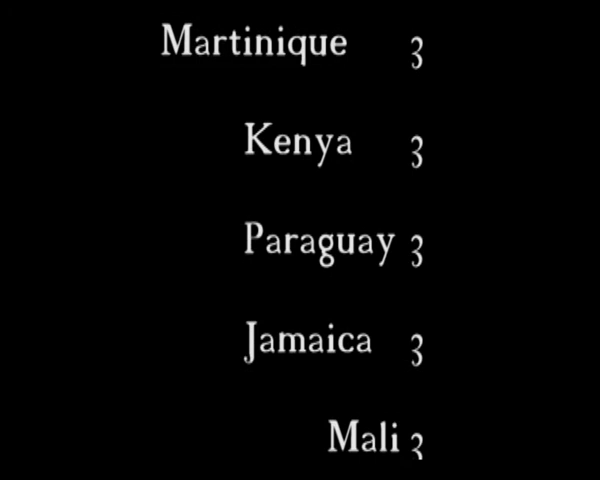 Martinique 3
Kenya 3
Paraguay 3
Jamaica 3
Mali 3